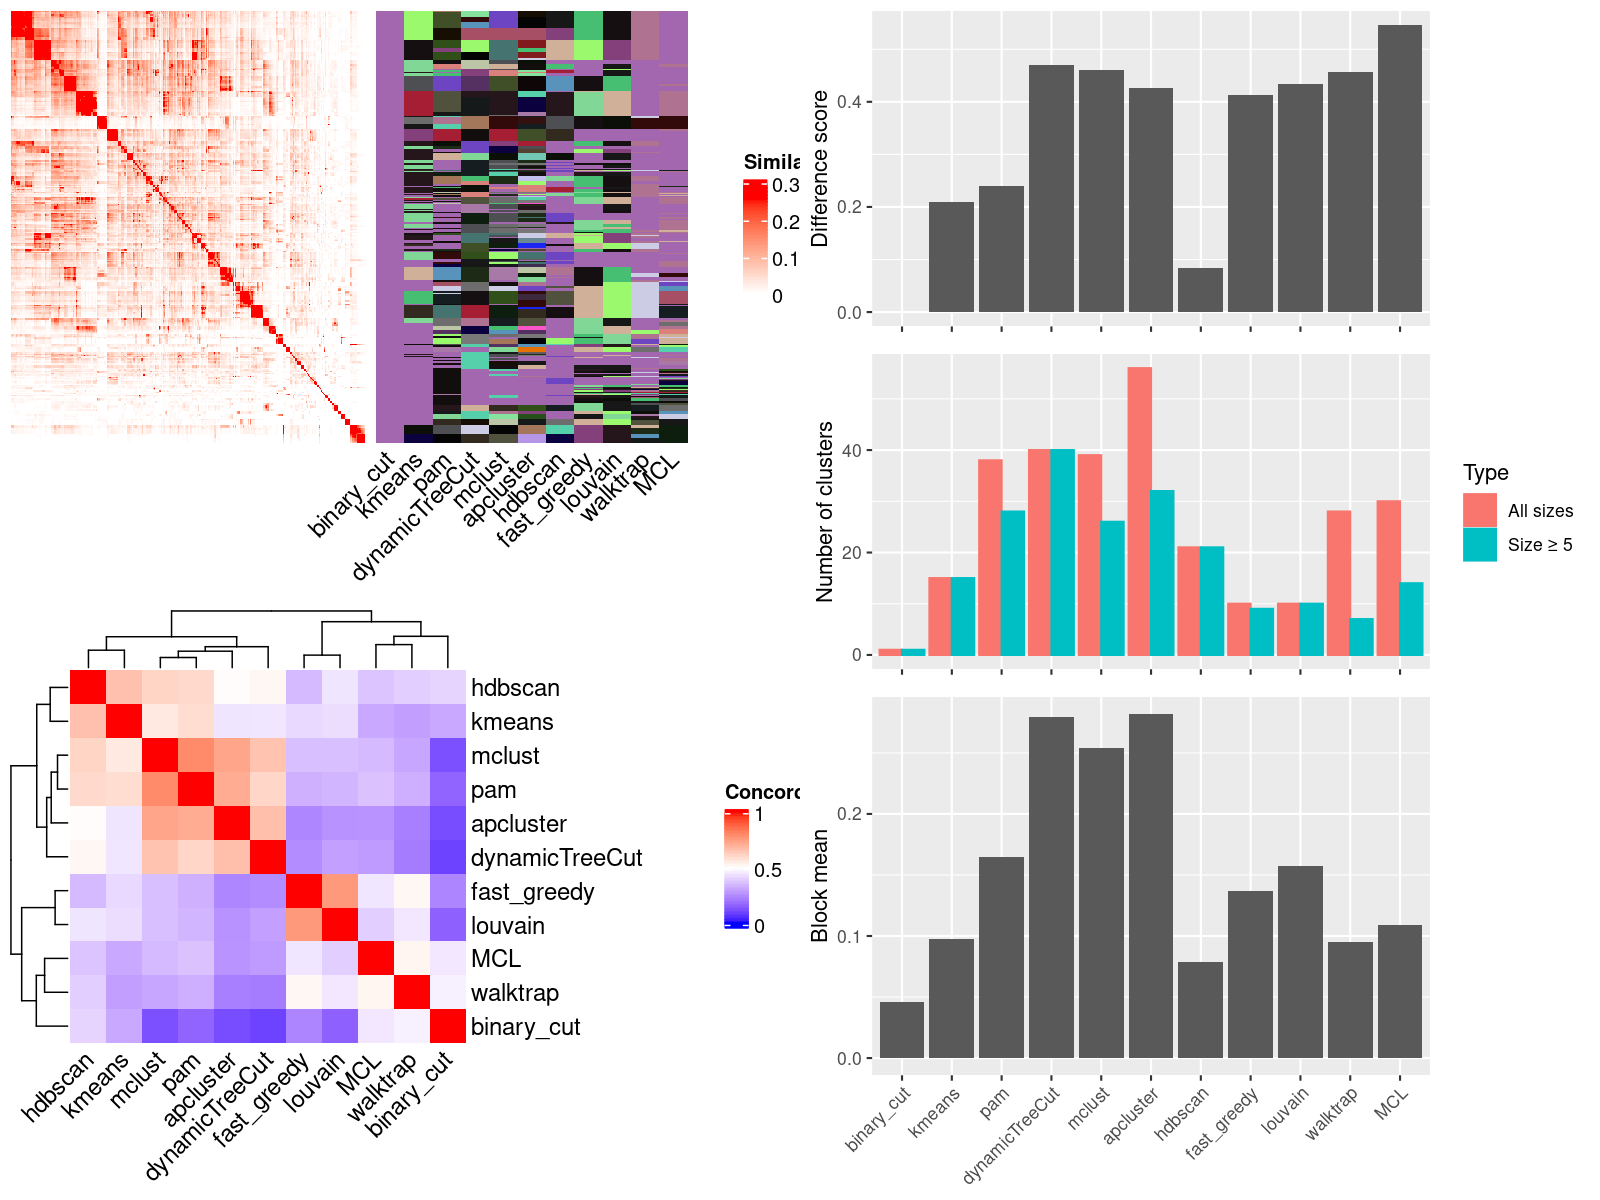 Simila
0.3
0.2
0.1
0
binary_cut
kmeans
pam
dynamicTreeCut
mclust
apcluster
hdbscan
fast_greedy
louvain
walktrap
MCL
Difference score
0.4
0.2
0.0
Number of clusters
40
20
0
Type
All sizes
Size ≥ 5
hdbscan
kmeans
mclust
pam
apcluster
dynamicTreeCut
fast_greedy
louvain
MCL
walktrap
binary_cut
hdbscan
kmeans
mclust
pam
apcluster
dynamicTreeCut
fast_greedy
louvain
MCL
walktrap
binary_cut
Concord
1
0.5
0
Block mean
0.2
0.1
0.0
binary_cut
kmeans
pam
dynamicTreeCut
mclust
apcluster
hdbscan
fast_greedy
louvain
walktrap
MCL